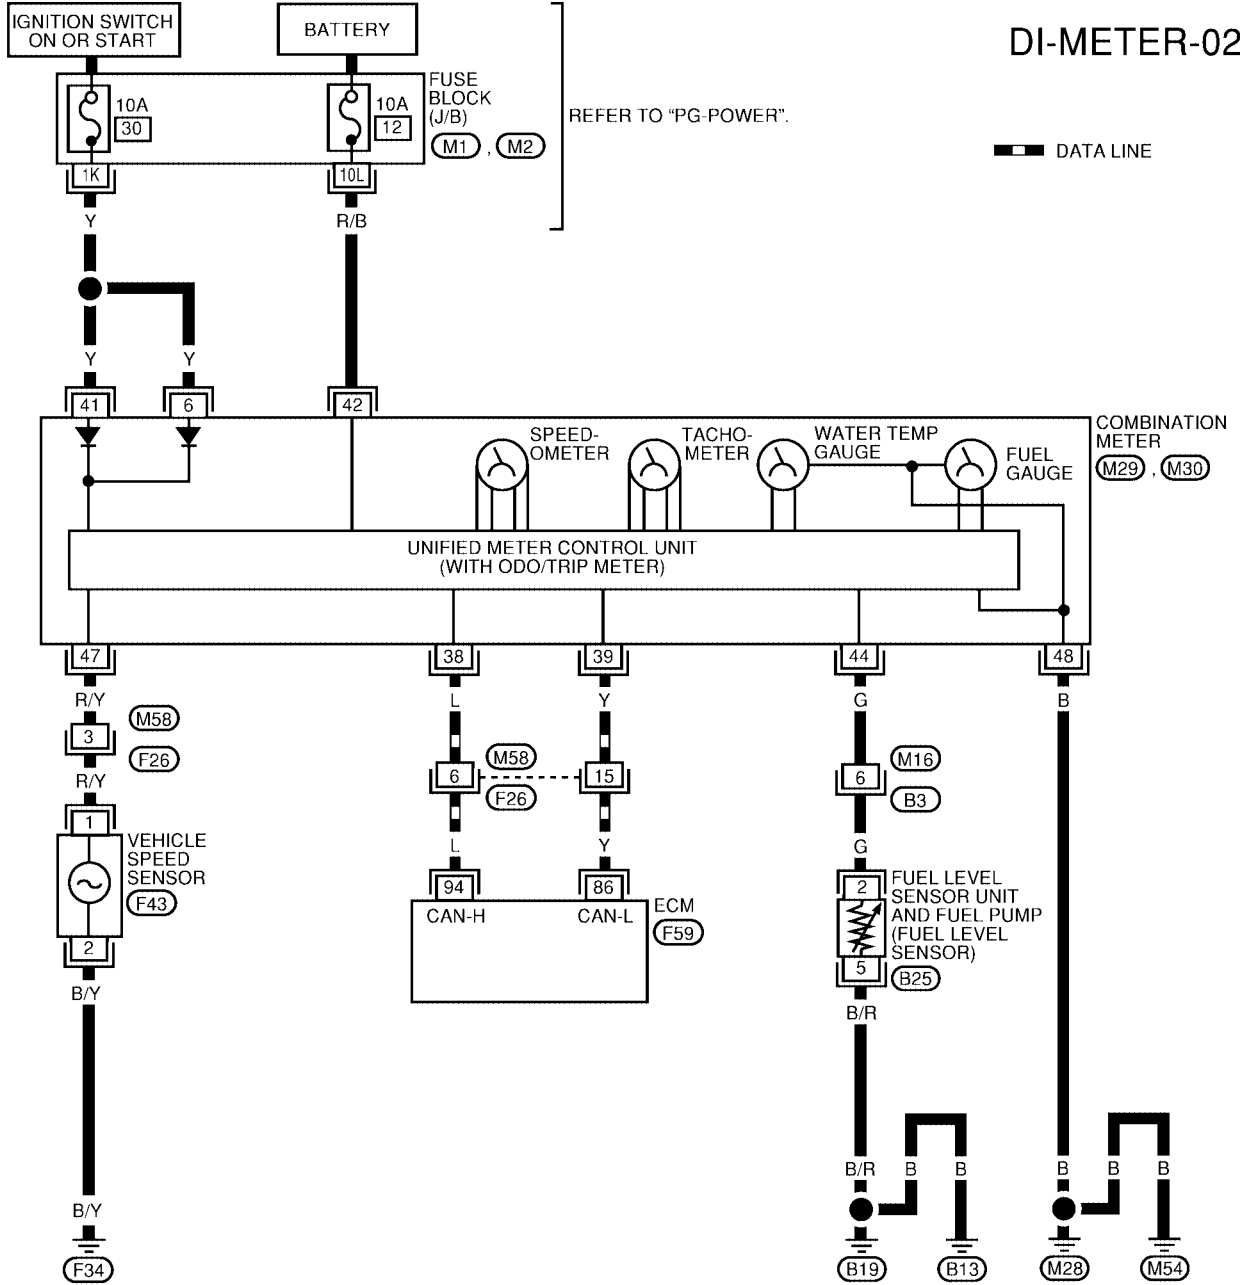 IGNITION SWITCH
ON OR START
BATTERY
DI-METER-02
FUSE
BLOCK
(J/B)
10A
30
10A
12
M1 , M2
REFER TO "PG-POWER".
DATA LINE
1K
10L
Y
R/B
Y
Y
41
6
42
COMBINATION
METER
M29 , M30
SPEED-
OMETER
TACHO-
METER
WATER TEMP
GAUGE
FUEL
GAUGE
UNIFIED METER CONTROL UNIT
(WITH ODO/TRIP METER)
47
38
39
44
48
R/Y
L
Y
G
B
M58
3
F26
M58
6
15
F26
M16
6
B3
R/Y
L
Y
G
1
94
86
2
VEHICLE
SPEED
SENSOR
F43
CAN-H
CAN-L
ECM
F59
FUEL LEVEL
SENSOR UNIT
AND FUEL PUMP
(FUEL LEVEL
SENSOR)
B25
2
5
B/Y
B/R
B/R
B
B
B
B
B
B/Y
F34
B19
B13
M28
M54